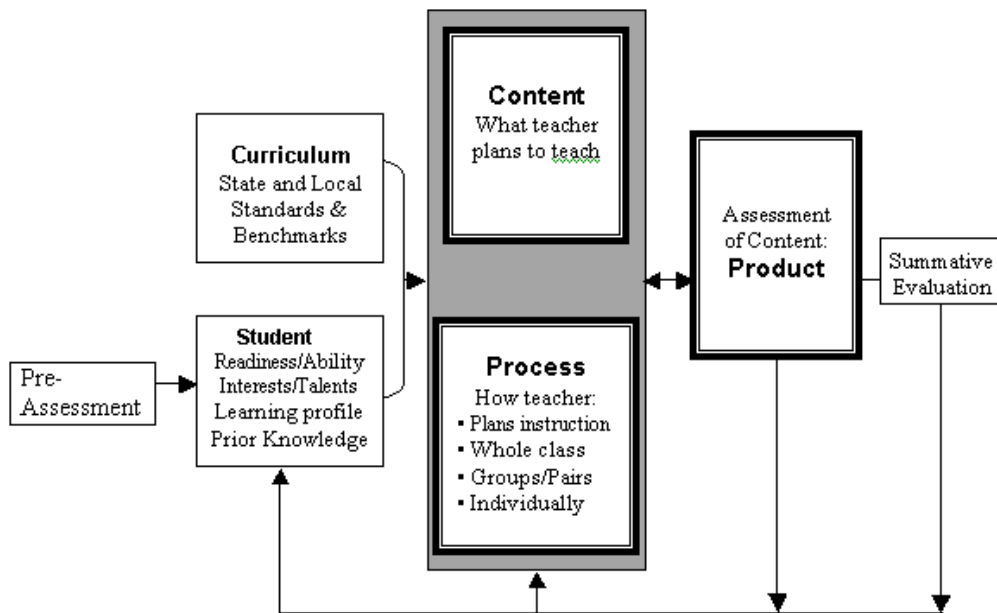 Pre-
Assessment
Curriculum
State and Local
Standards &
Benchmarks
Student
Readiness/Ability
Interests/Talents
Learning profile
Prior Knowledge
Content
What teacher
plans to teach
Process
How teacher:
▪ Plans instruction
▪ Whole class
▪ Groups/Pairs
▪ Individually
Assessment
of Content:
Product
Summative
Evaluation